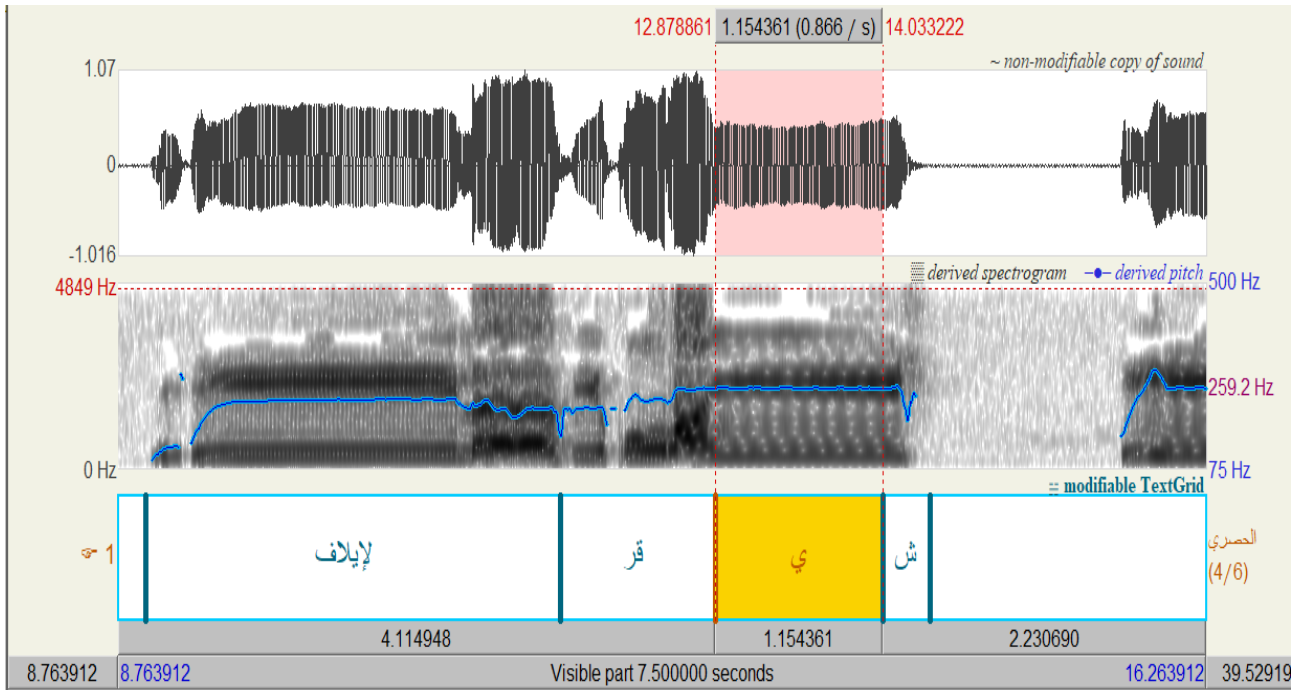 12.878861 1.154361 (0.866 / s) 14.033222
~ non-modifiable copy of sound
1.07
0
-1.016
derived spectrogram derived pitch
4849 Hz 500 Hz
259.2 Hz
0 Hz 75 Hz
modifiable TextGrid
1 لإيلاف قر ي ش الحصري
(4/6)
4.114948 1.154361 2.230690
8.763912 8.763912 Visible part 7.500000 seconds 16.263912 39.52919